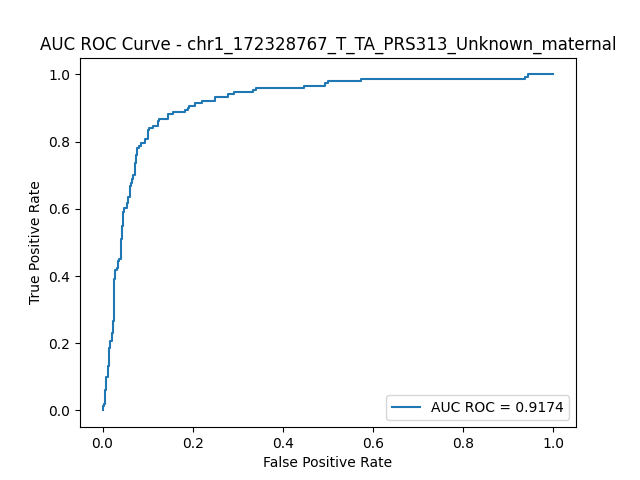 AUC ROC Curve - chr1_172328767_T_TA_PRS313_Unknown_maternal
1.0
0.8
0.6
0.4
0.2
0.0
True Positive Rate
AUC ROC = 0.9174
0.0 0.2 0.4 0.6 0.8 1.0
False Positive Rate